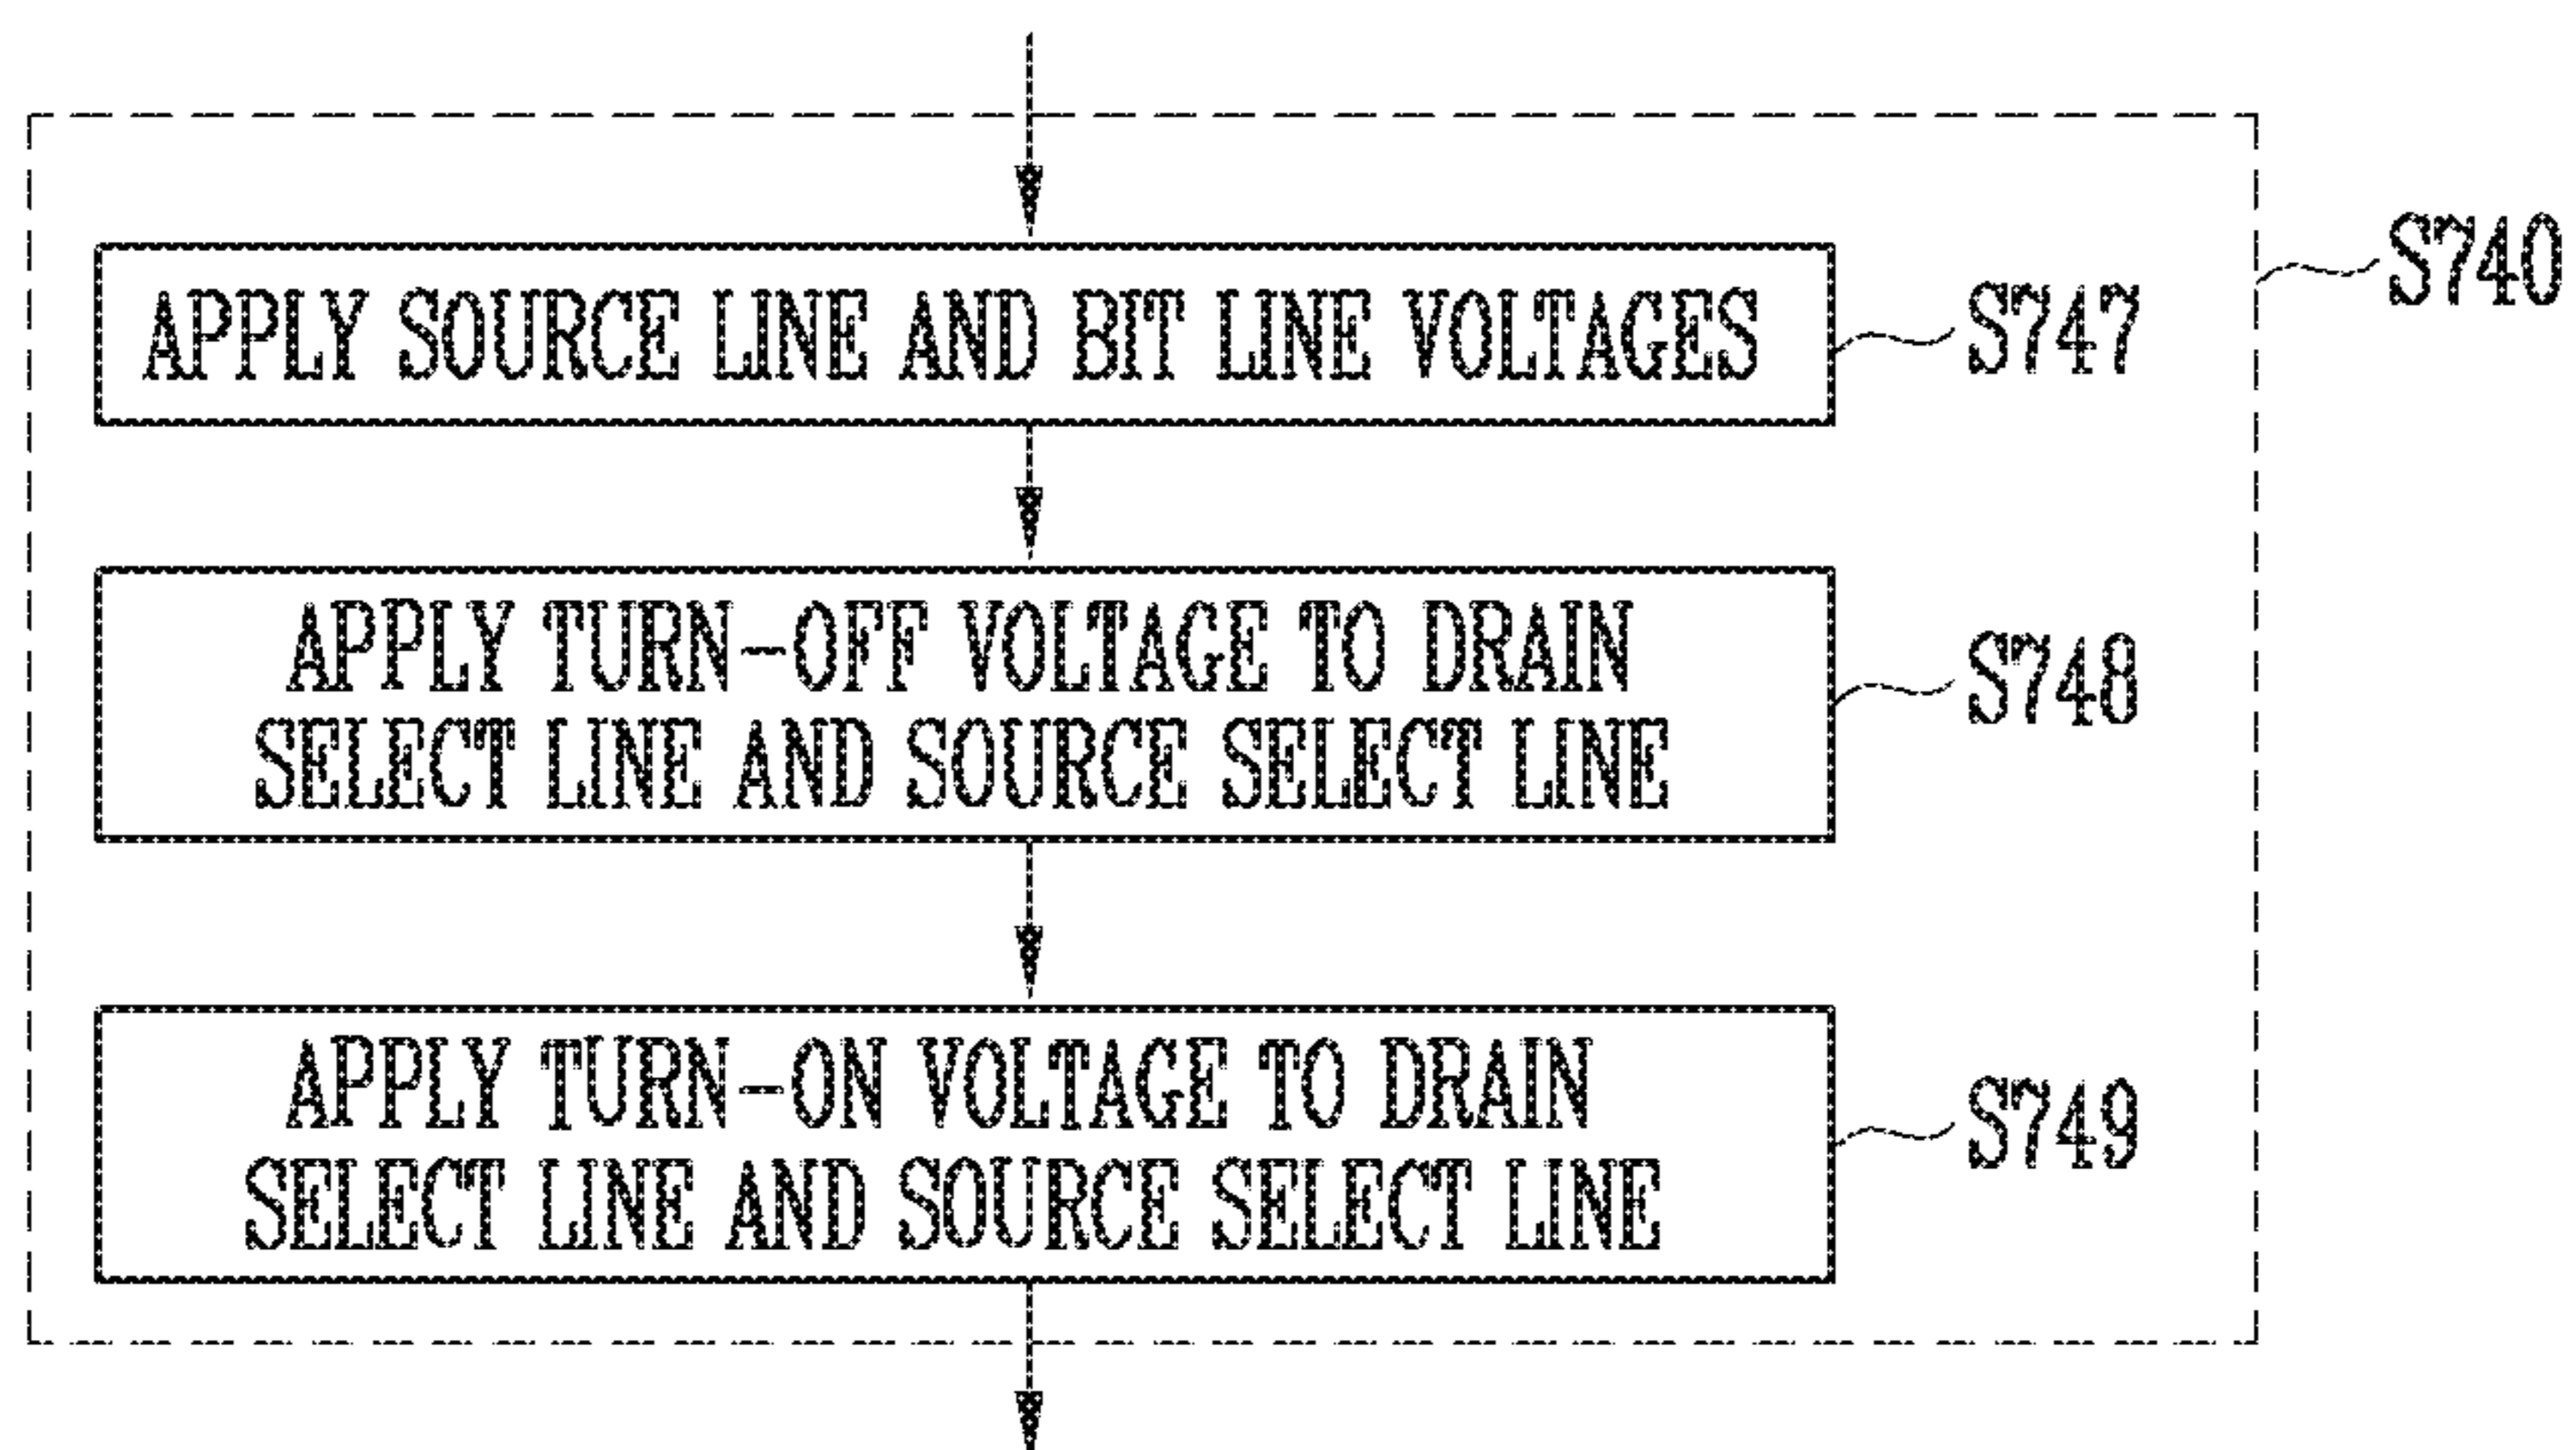 S740
APPLY SOURCE LINE AND BIT LINE VOLTAGES
S747
APPLY TURN-OFF VOLTAGE TO DRAIN
SELECT LINE AND SOURCE SELECT LINE
S748
APPLY TURN-ON VOLTAGE TO DRAIN
SELECT LINE AND SOURCE SELECT LINE
S749